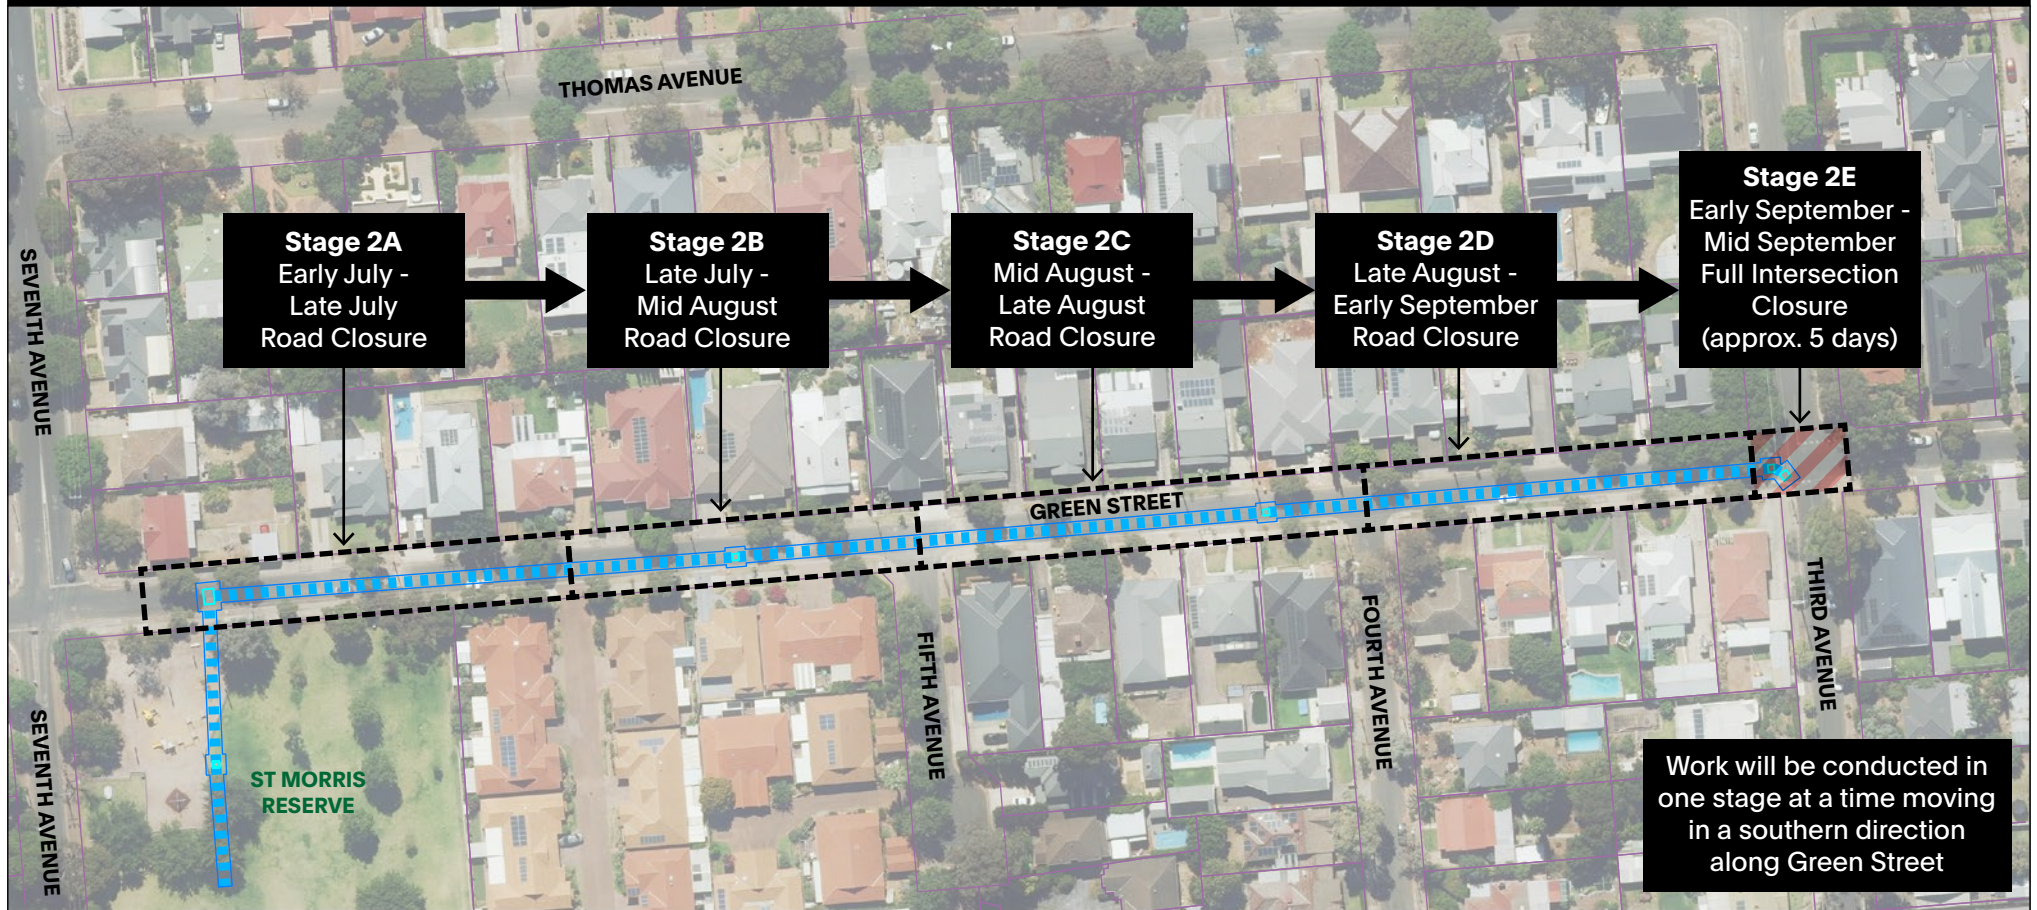 THOMAS AVENUE
SEVENTH AVENUE
Stage 2A
Early July -
Late July
Road Closure
Stage 2B
Late July -
Mid August
Road Closure
Stage 2C
Mid August -
Late August
Road Closure
Stage 2D
Late August -
Early September
Road Closure
Stage 2E
Early September -
Mid September
Full Intersection
Closure
(approx. 5 days)
GREEN STREET
FIFTH AVENUE
FOURTH AVENUE
THIRD AVENUE
SEVENTH AVENUE
ST MORRIS
RESERVE
Work will be conducted in
one stage at a time moving
in a southern direction
along Green Street